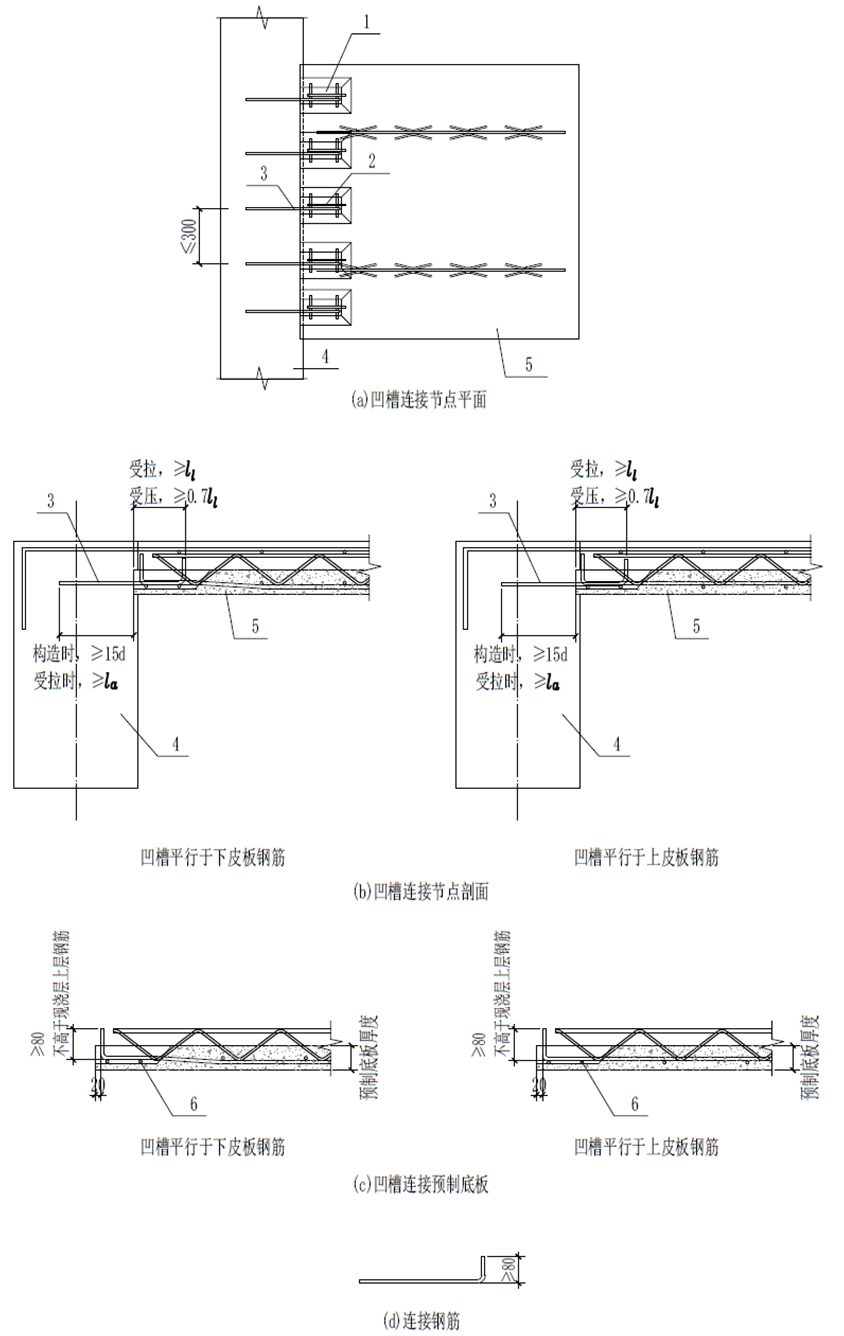 1
2
3
≤300
4
5
(a)凹槽连接节点平面
受拉，≥ll
受压，≥0.7ll
3
5
构造时，≥15d
受拉时，≥la
4
凹槽平行于下皮板钢筋
受拉，≥ll
受压，≥0.7ll
3
5
构造时，≥15d
受拉时，≥la
4
凹槽平行于上皮板钢筋
(b)凹槽连接节点剖面
≥80
不高于现浇层上层钢筋
20
6
预制底板厚度
凹槽平行于下皮板钢筋
≥80
不高于现浇层上层钢筋
20
6
预制底板厚度
凹槽平行于上皮板钢筋
(c)凹槽连接预制底板
≥80
(d)连接钢筋